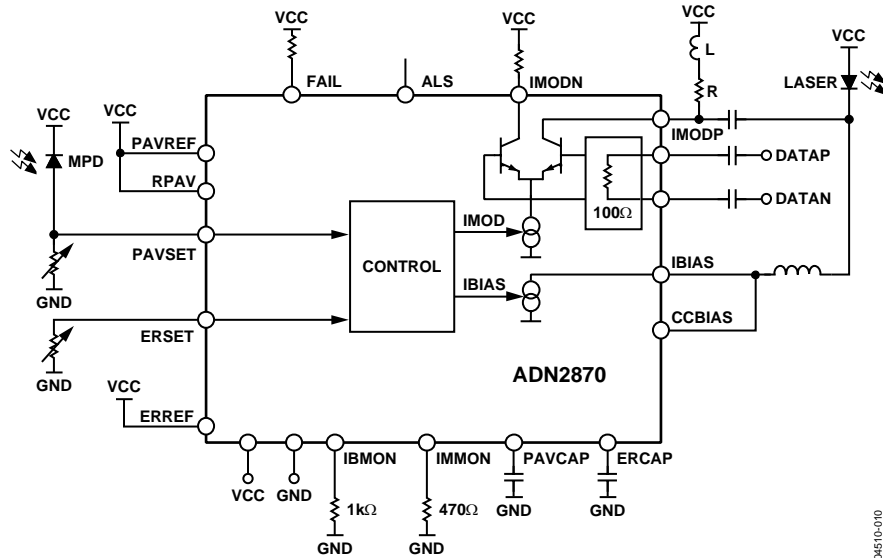 VCC
VCC
VCC
VCC
L
R
LASER
FAIL
ALS
IMODN
IMODP
VCC
VCC
MPD
PAVREF
RPAV
DATAP
DATAN
100Ω
IMOD
PAVSET
CONTROL
IBIAS
IBIAS
GND
CCBIAS
ERSET
GND
ADN2870
VCC
ERREF
IBMON
IMMON
PAVCAP
ERCAP
VCC
GND
1kΩ
470Ω
GND
GND
GND
GND
04510-010